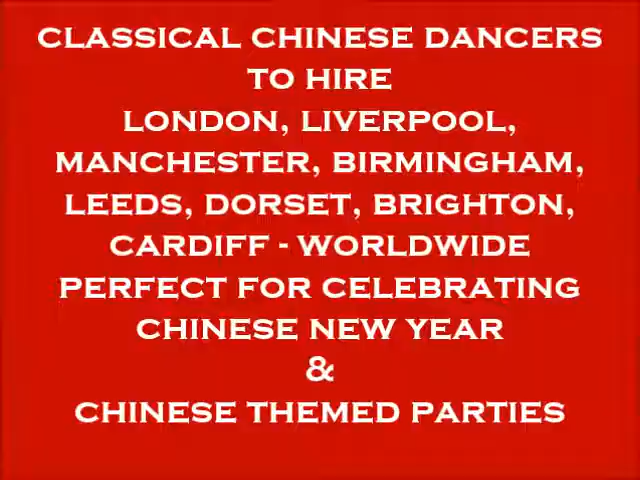 CLASSICAL CHINESE DANCERS
TO HIRE
LONDON, LIVERPOOL,
MANCHESTER, BIRMINGHAM,
LEEDS, DORSET, BRIGHTON,
CARDIFF - WORLDWIDE
PERFECT FOR CELEBRATING
CHINESE NEW YEAR
&
CHINESE THEMED PARTIES